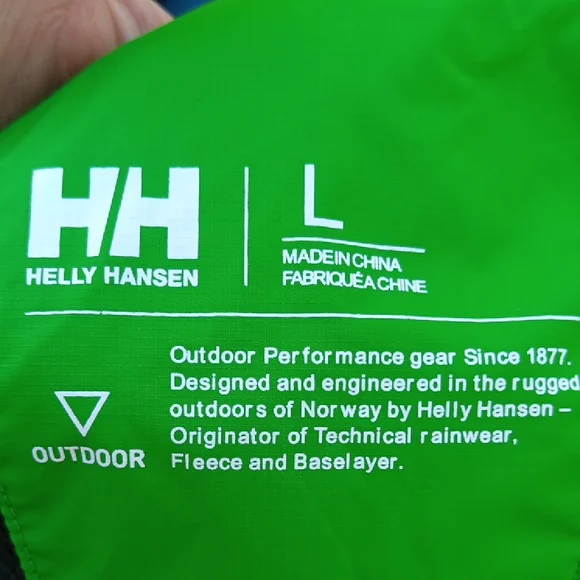 HH
HELLY HANSEN
L
MADE IN CHINA
FABRIQUÉ A CHINE
Outdoor Performance gear Since 1877.
Designed and engineered in the rugged
outdoors of Norway by Helly Hansen –
Originator of Technical rainwear,
Fleece and Baselayer.
OUTDOOR